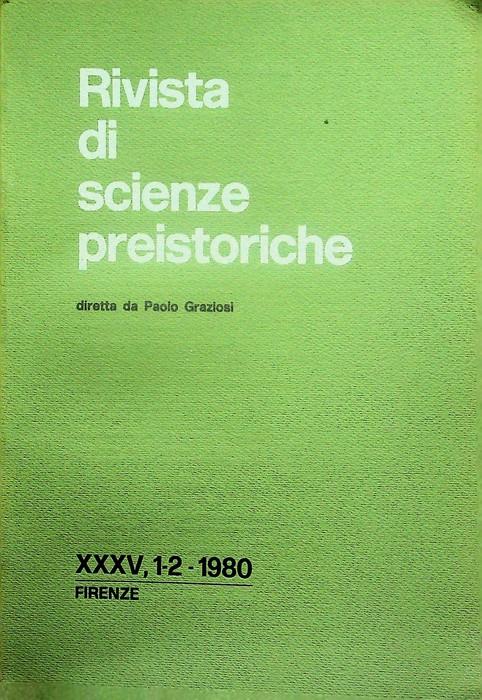 Rivista
di
scienze
preistoriche
diretta da Paolo Graziosi
XXXV, 1-2 - 1980
FIRENZE